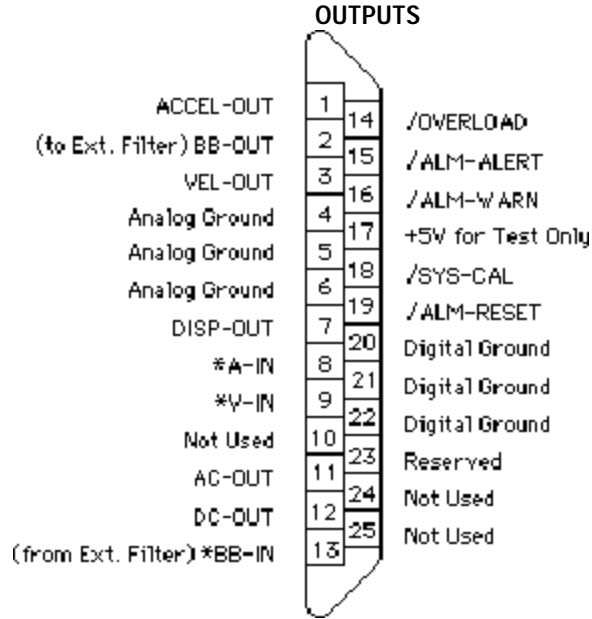 OUTPUTS
ACCEL-OUT 1
14 /OVERLOAD
(to Ext. Filter) BB-OUT 2
15 /ALM-ALERT
VEL-OUT 3
16 /ALM-WARN
Analog Ground 4
17 +5V for Test Only
Analog Ground 5
18 /SYS-CAL
Analog Ground 6
19 /ALM-RESET
DISP-OUT 7
20 Digital Ground
*A-IN 8
21 Digital Ground
*V-IN 9
22 Digital Ground
Not Used 10
23 Reserved
AC-OUT 11
24 Not Used
DC-OUT 12
25 Not Used
(from Ext. Filter) *BB-IN 13